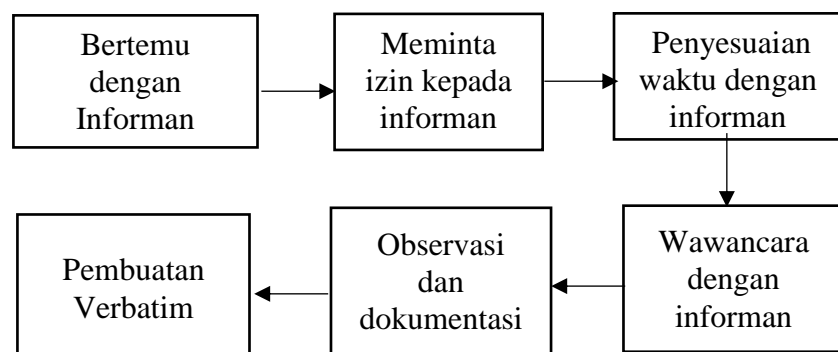 Bertemu
dengan
Informan
Meminta
izin kepada
informan
Penyesuaian
waktu dengan
informan
Wawancara
dengan
informan
Observasi
dan
dokumentasi
Pembuatan
Verbatim